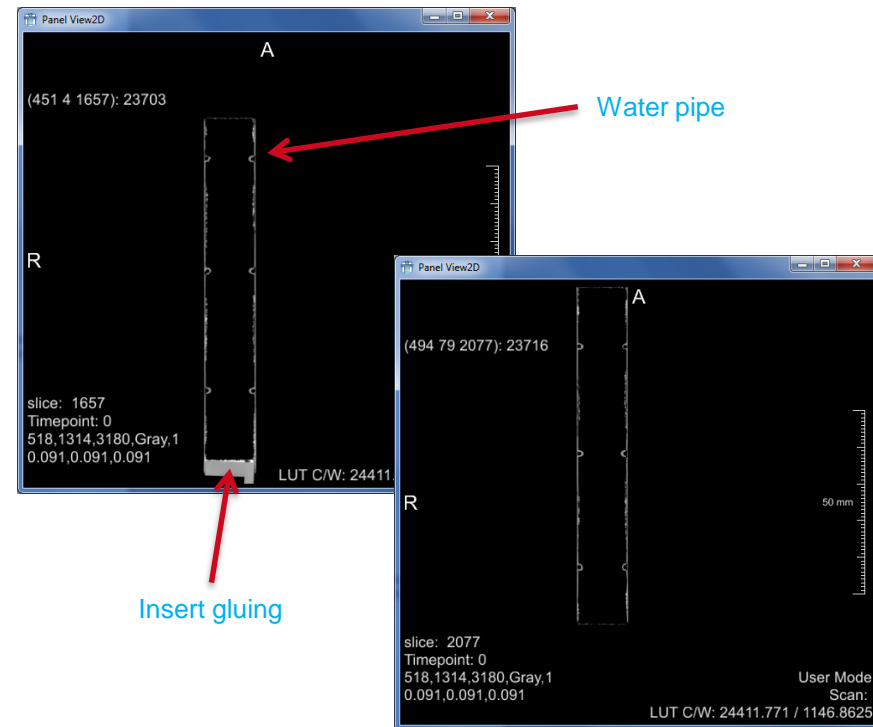 Panel View2D
A
(451 4 1657): 23703
Water pipe
R
slice: 1657
Timepoint: 0
518,1314,3180,Gray,1
0.091,0.091,0.091
LUT C/W: 24411.
Insert gluing
Panel View2D
A
(494 79 2077): 23716
R
50 mm
slice: 2077
Timepoint: 0
518,1314,3180,Gray,1
0.091,0.091,0.091
User Mode
Scan:
LUT C/W: 24411.771 / 1146.8625